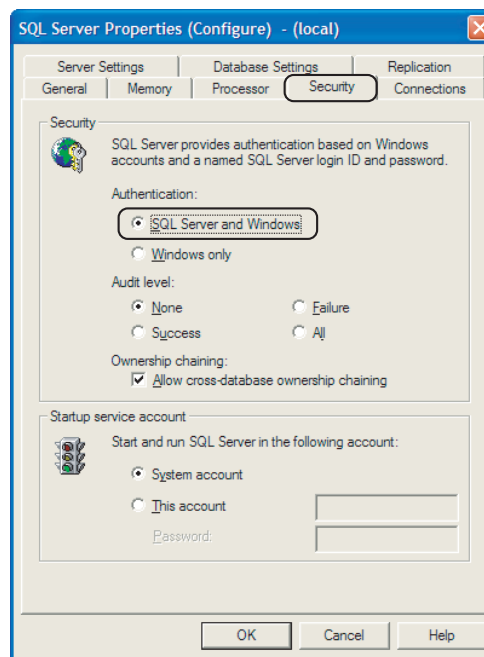 SQL Server Properties (Configure) - (local)
Server Settings Database Settings Replication
General Memory Processor Security Connections
Security
SQL Server provides authentication based on Windows
accounts and a named SQL Server login ID and password.
Authentication:
SQL Server and Windows
Windows only
Audit level:
None Failure
Success All
Ownership chaining:
Allow cross-database ownership chaining
Startup service account
Start and run SQL Server in the following account:
System account
This account
Password:
OK Cancel Help